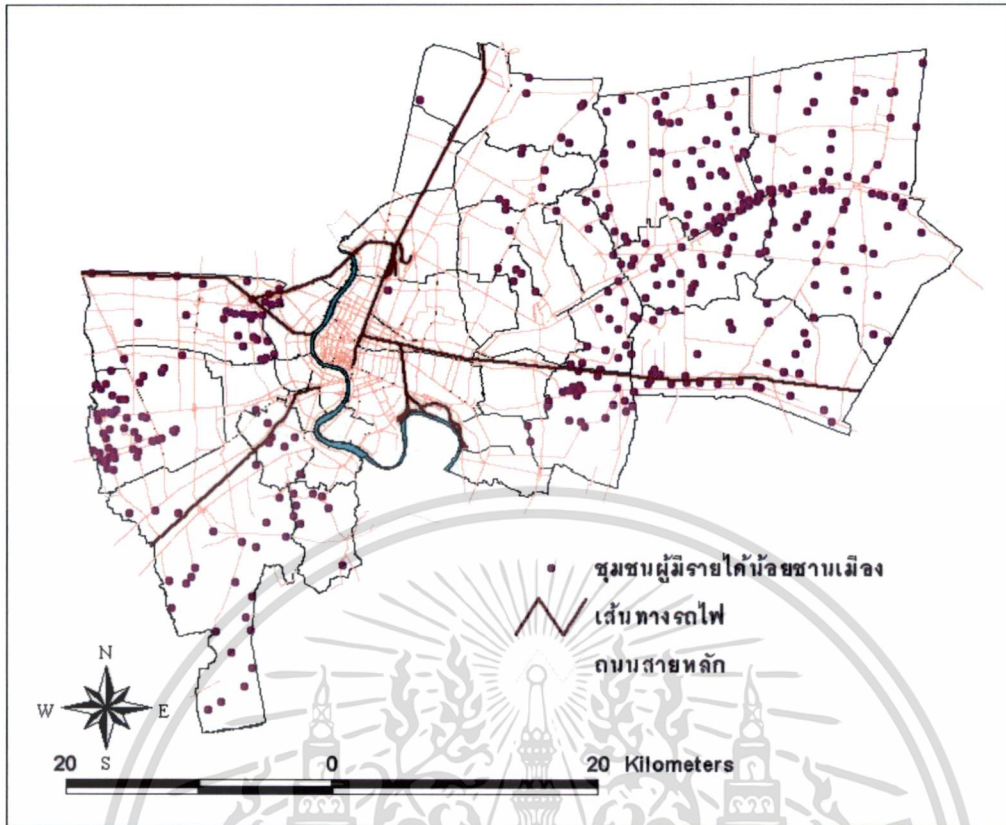 ชุมชนผู้มีรายได้น้อยชานเมือง
เส้นทางรถไฟ
ถนนสายหลัก
N
W E
S
20 0 20 Kilometers